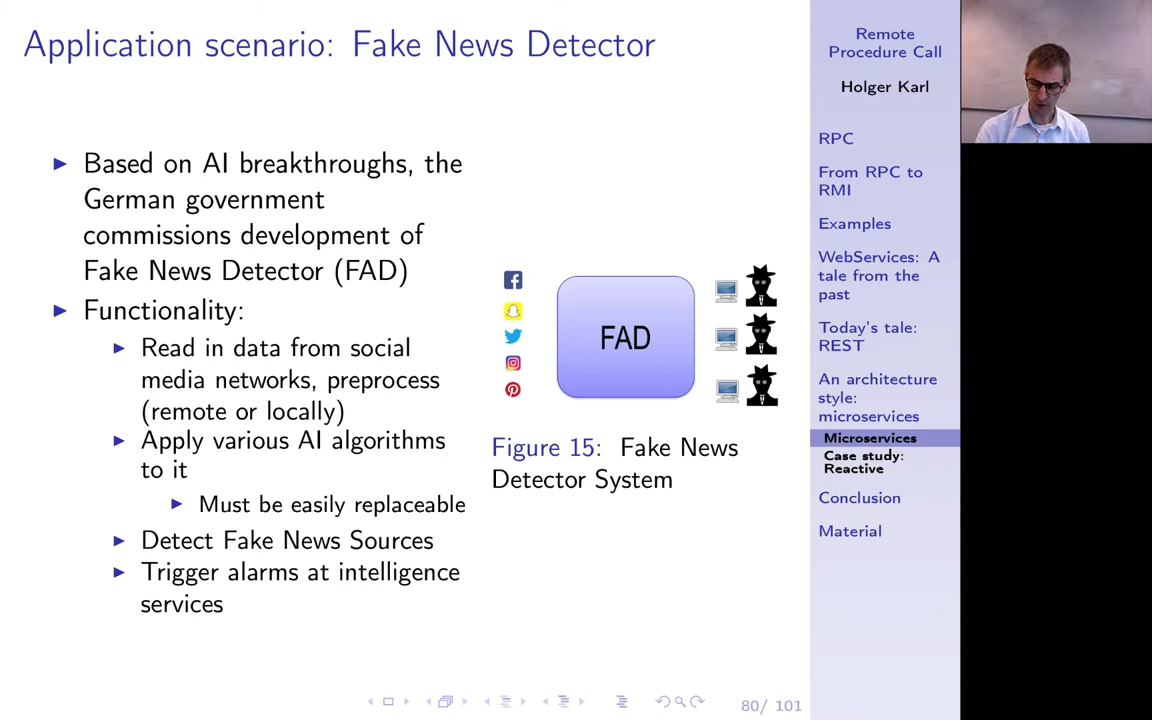 Application scenario: Fake News Detector
Based on AI breakthroughs, the
German government
commissions development of
Fake News Detector (FAD)
Functionality:
Read in data from social
media networks, preprocess
(remote or locally)
Apply various AI algorithms
to it
Must be easily replaceable
Detect Fake News Sources
Trigger alarms at intelligence
services
FAD
Figure 15: Fake News
Detector System
80/ 101
Remote
Procedure Call
Holger Karl
RPC
From RPC to
RMI
Examples
WebServices: A
tale from the
past
Today's tale:
REST
An architecture
style:
microservices
Microservices
Case study:
Reactive
Conclusion
Material